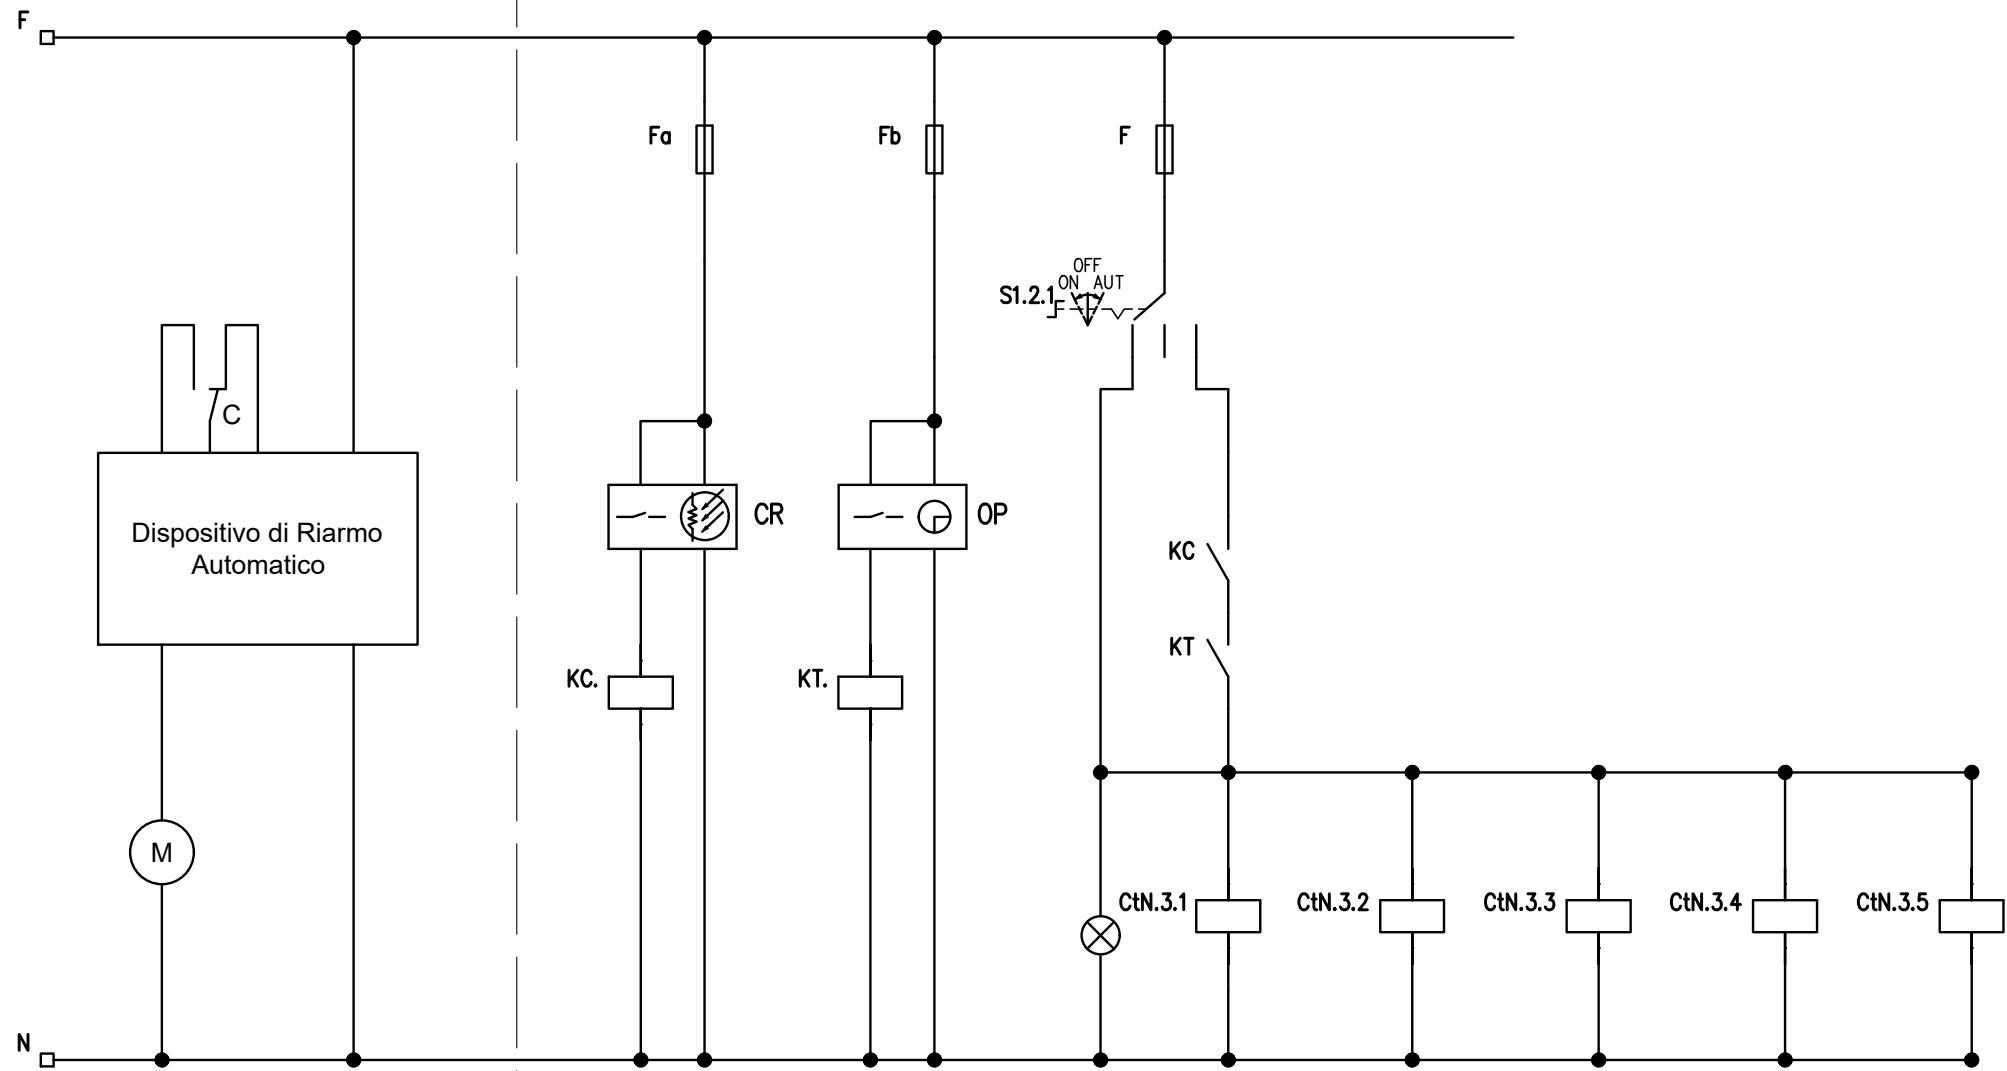 F
Fa
Fb
F
OFF
ON AUT
S1.2.1
C
Dispositivo di Riarmo
Automatico
CR
OP
KC
KT
KC.
KT.
M
CtN.3.1
CtN.3.2
CtN.3.3
CtN.3.4
CtN.3.5
N